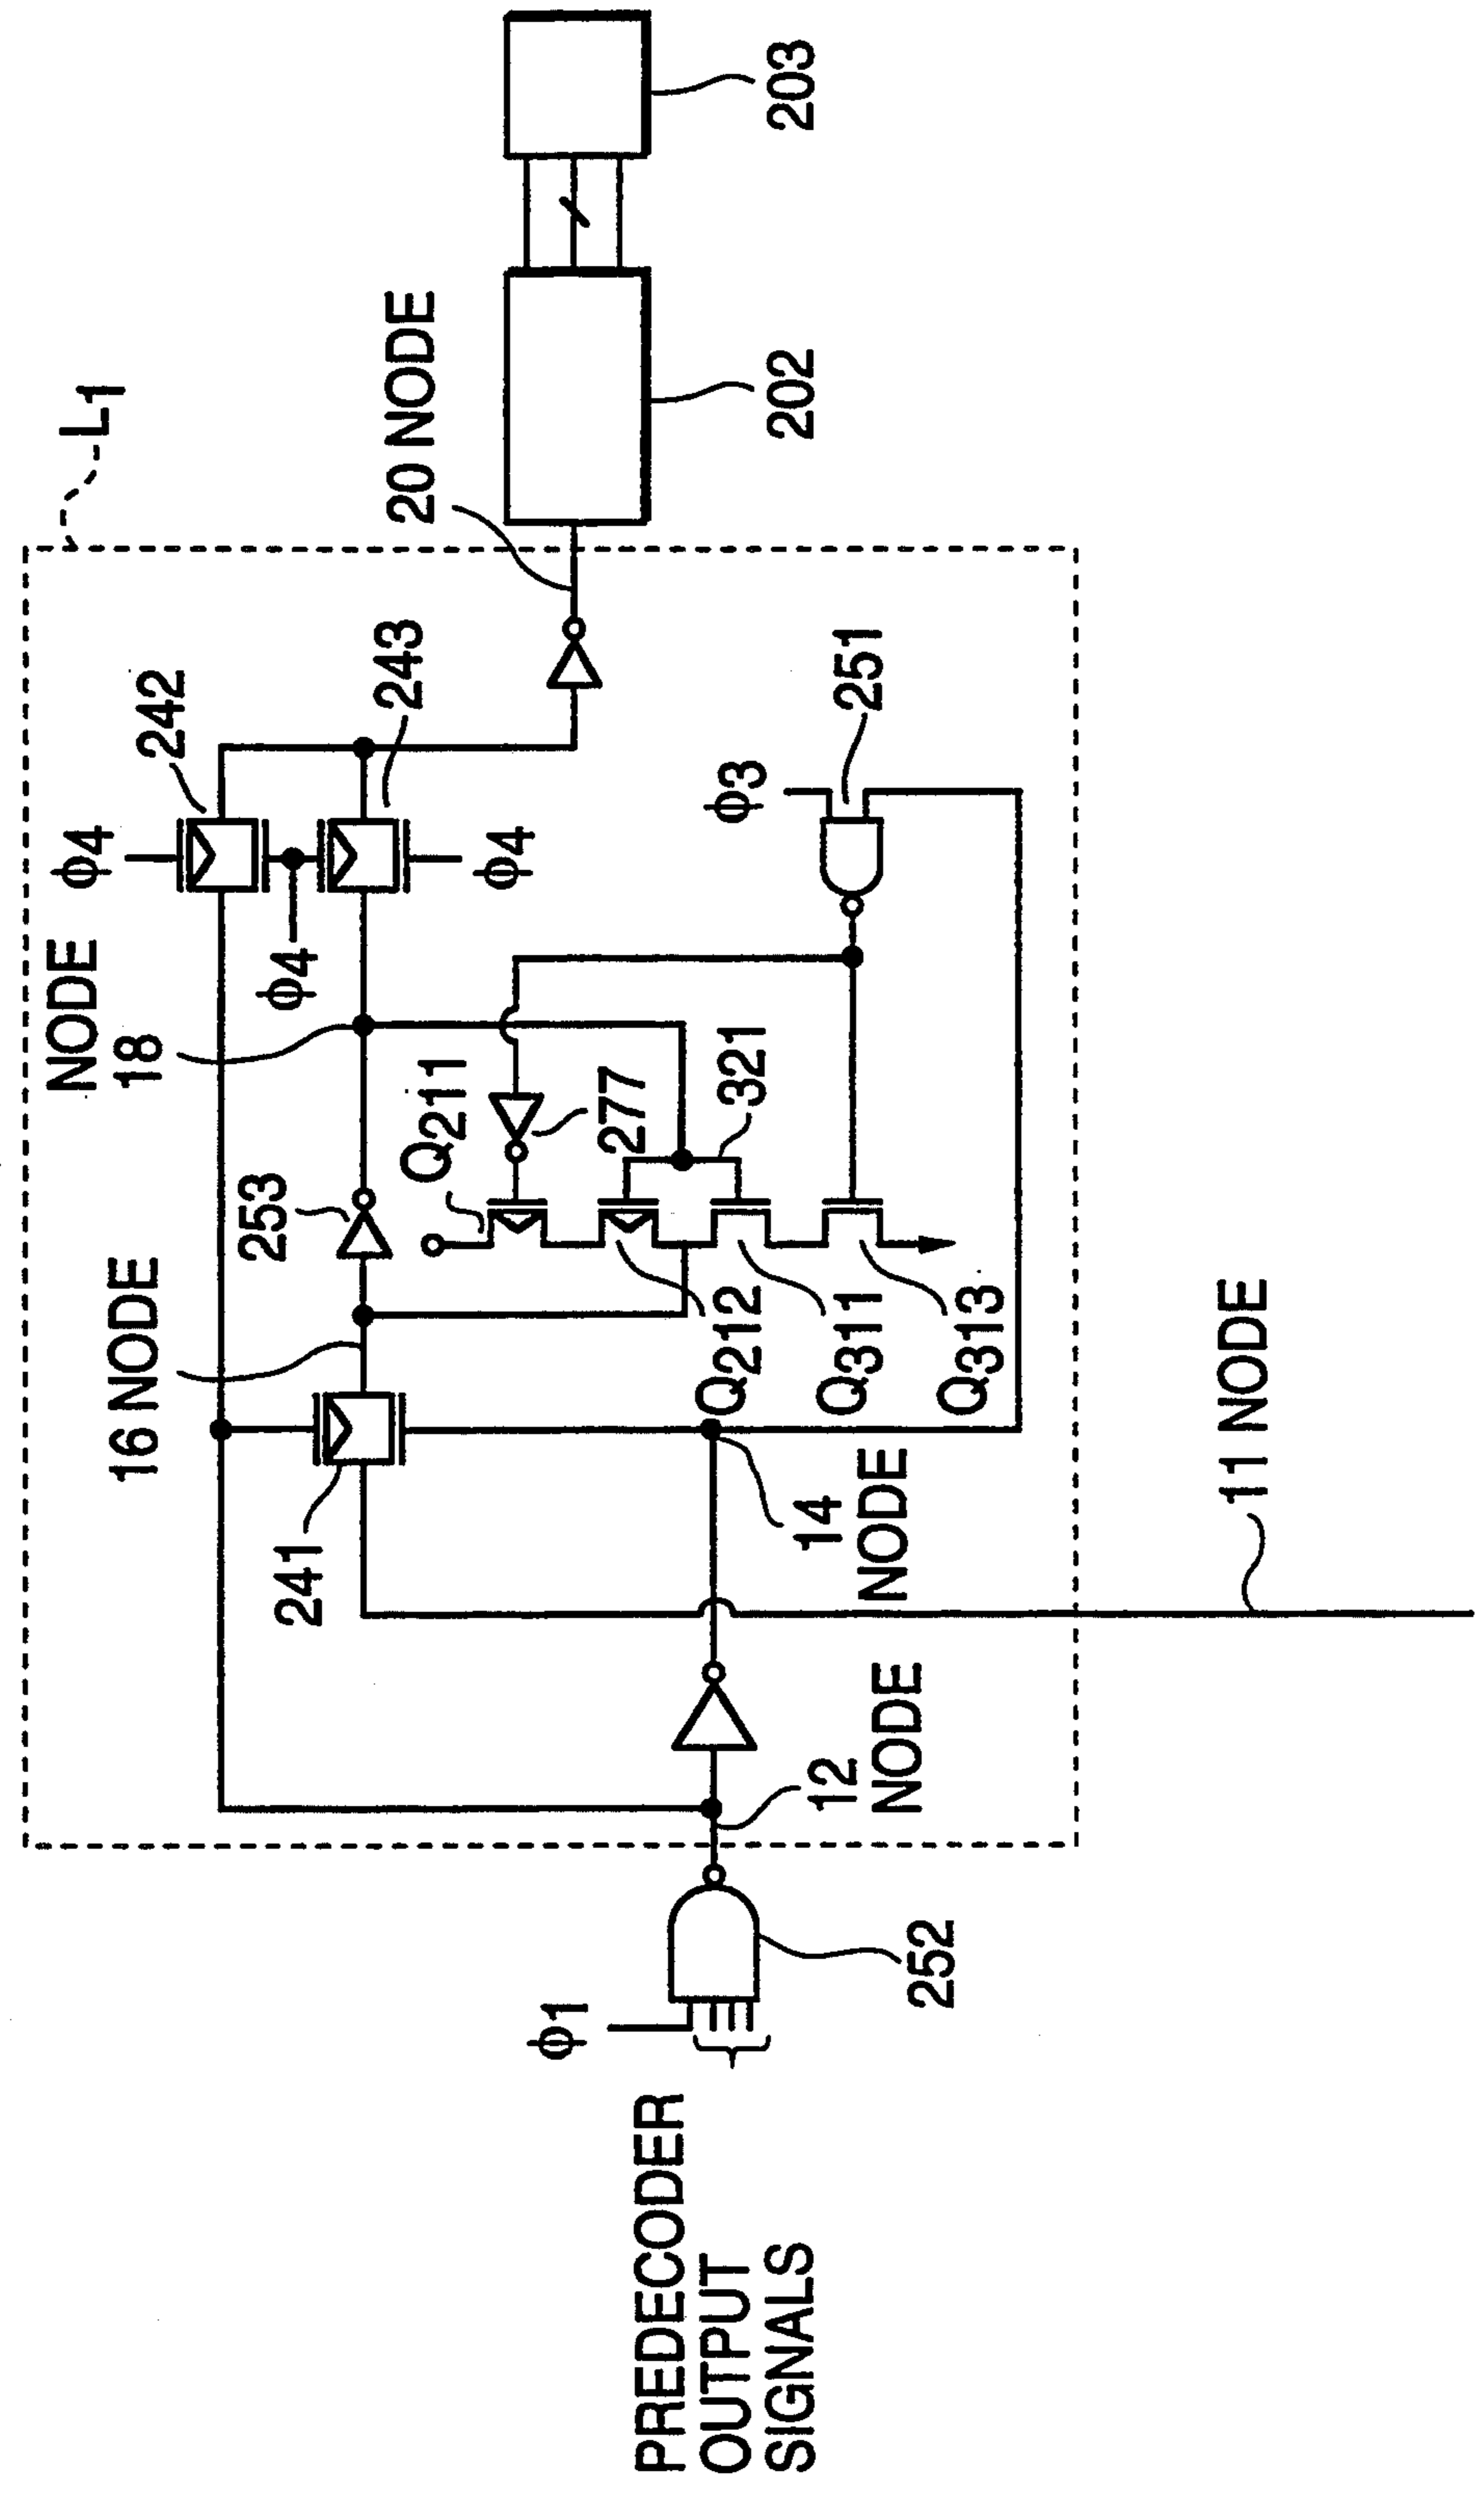 L1
NODE
18
φ4
242
16 NODE
253
φ4
243
20 NODE
241
Q211
φ4
277
203
321
φ3
202
φ1
Q212
251
14
NODE
Q311
12
NODE
Q313
252
PREDECODER
OUTPUT
SIGNALS
11 NODE